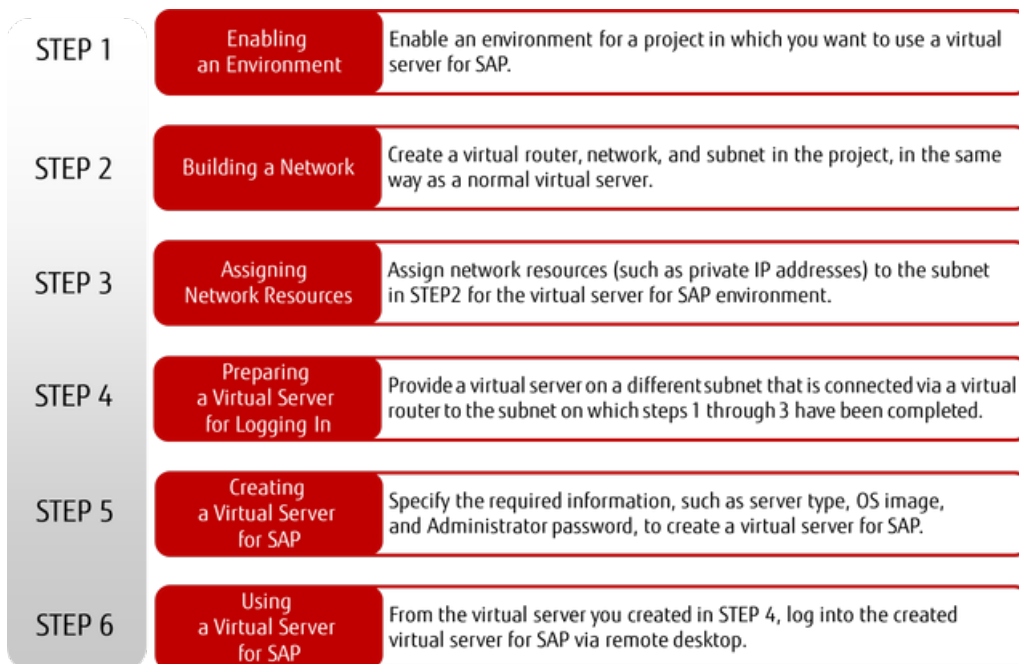 STEP 1
Enabling
an Environment
Enable an environment for a project in which you want to use a virtual
server for SAP.
STEP 2
Building a Network
Create a virtual router, network, and subnet in the project, in the same
way as a normal virtual server.
STEP 3
Assigning
Network Resources
Assign network resources (such as private IP addresses) to the subnet
in STEP2 for the virtual server for SAP environment.
STEP 4
Preparing
a Virtual Server
for Logging In
Provide a virtual server on a different subnet that is connected via a virtual
router to the subnet on which steps 1 through 3 have been completed.
STEP 5
Creating
a Virtual Server
for SAP
Specify the required information, such as server type, OS image,
and Administrator password, to create a virtual server for SAP.
STEP 6
Using
a Virtual Server
for SAP
From the virtual server you created in STEP 4, log into the created
virtual server for SAP via remote desktop.